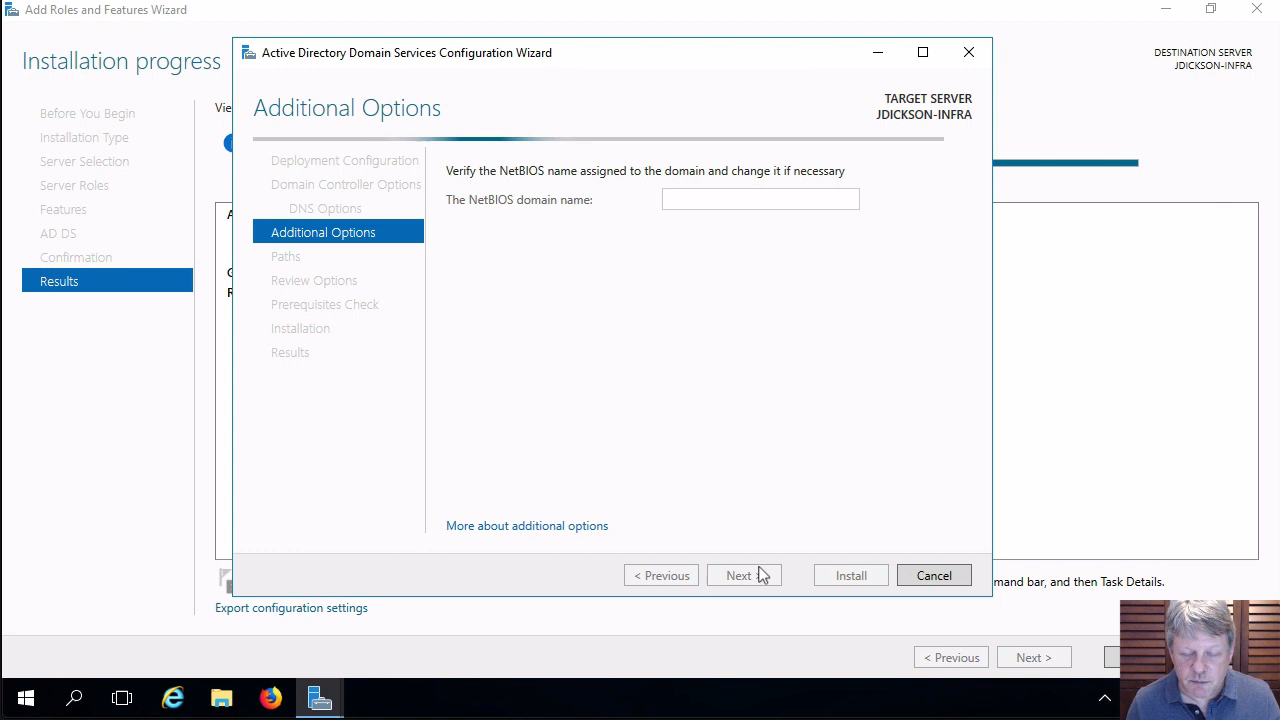 Add Roles and Features Wizard
Installation progress
DESTINATION SERVER
JDICKSON-INFRA
Before You Begin
Installation Type
Server Selection
Server Roles
Features
AD DS
Confirmation
Results
Vie
Active Directory Domain Services Configuration Wizard
Additional Options
TARGET SERVER
JDICKSON-INFRA
Deployment Configuration
Domain Controller Options
DNS Options
Additional Options
Paths
Review Options
Prerequisites Check
Installation
Results
Verify the NetBIOS name assigned to the domain and change it if necessary
The NetBIOS domain name:
More about additional options
< Previous
Next
Install
Cancel
mand bar, and then Task Details.
Export configuration settings
< Previous
Next >